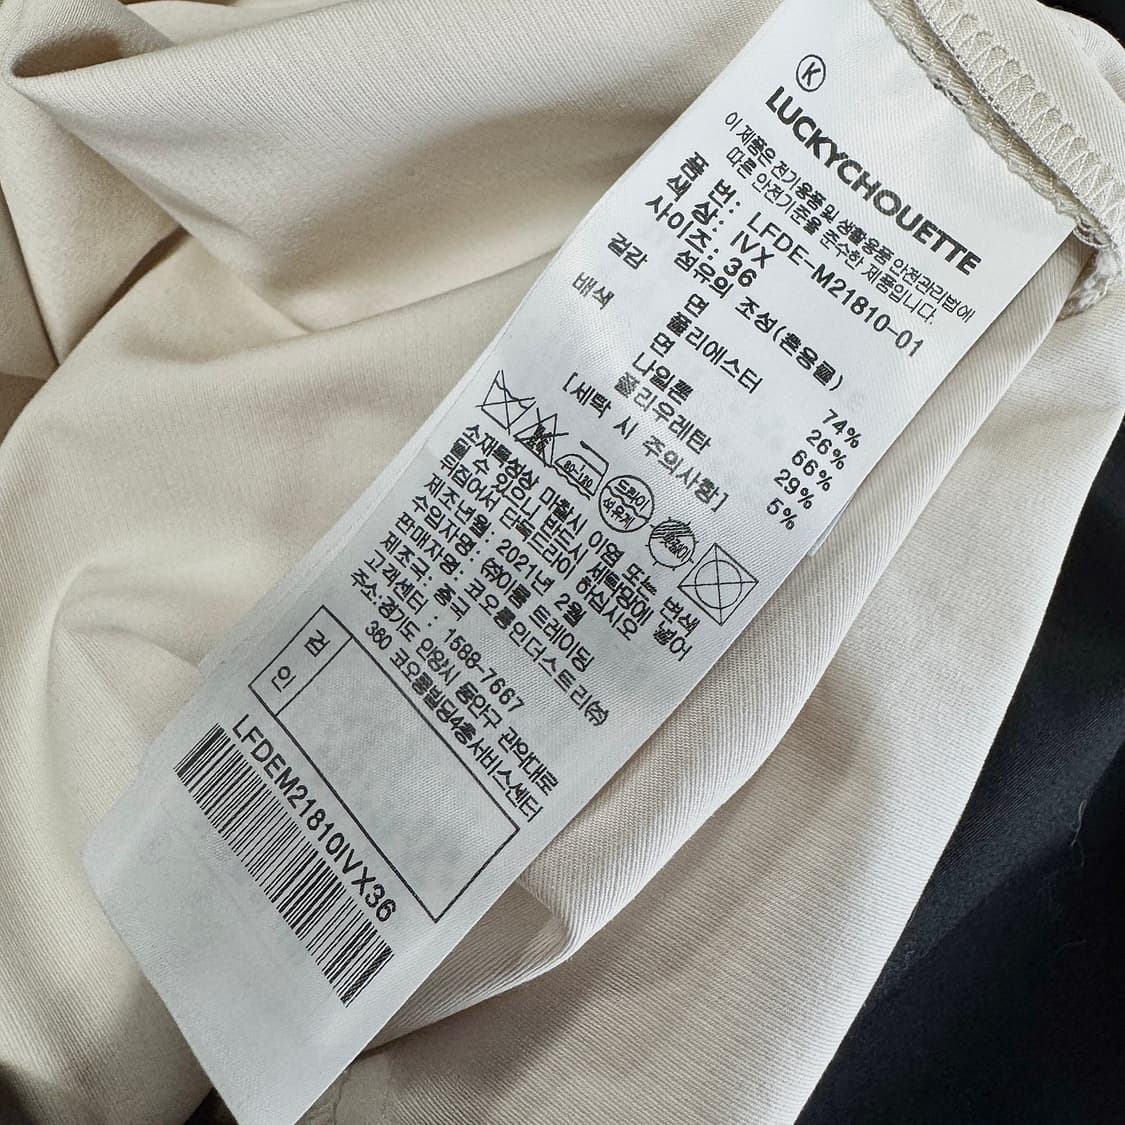 K
LUCKYCHOUETTE
이 제품은 전기용품 및 생활용품 안전관리법에
따른 안전기준을 준수한 제품입니다.
품 번: LFDE-M21810-01
색 상: IVX
사이즈: 36
섬유의 조성(혼용률)
겉감 면 74%
폴리에스터 26%
배색 면 66%
나일론 29%
폴리우레탄 5%
[세탁 시 주의사항]
80~120
드라이
석유계
소재특성상 마찰시 이염 또는 변색
될 수 있으니 반드시 세탁망에 넣어
뒤집어서 단독드라이 하십시오
제조년월: 2021년 2월
수입자명: ㈜이룸 트레이딩
판매자명: 코오롱인더스트리㈜
제조국: 중국
고객센터 : 1588-7667
주소:경기도 안양시 동안구 관악대로
360 코오롱빌딩4층서비스센터
검
인
LFDEM21810IVX36